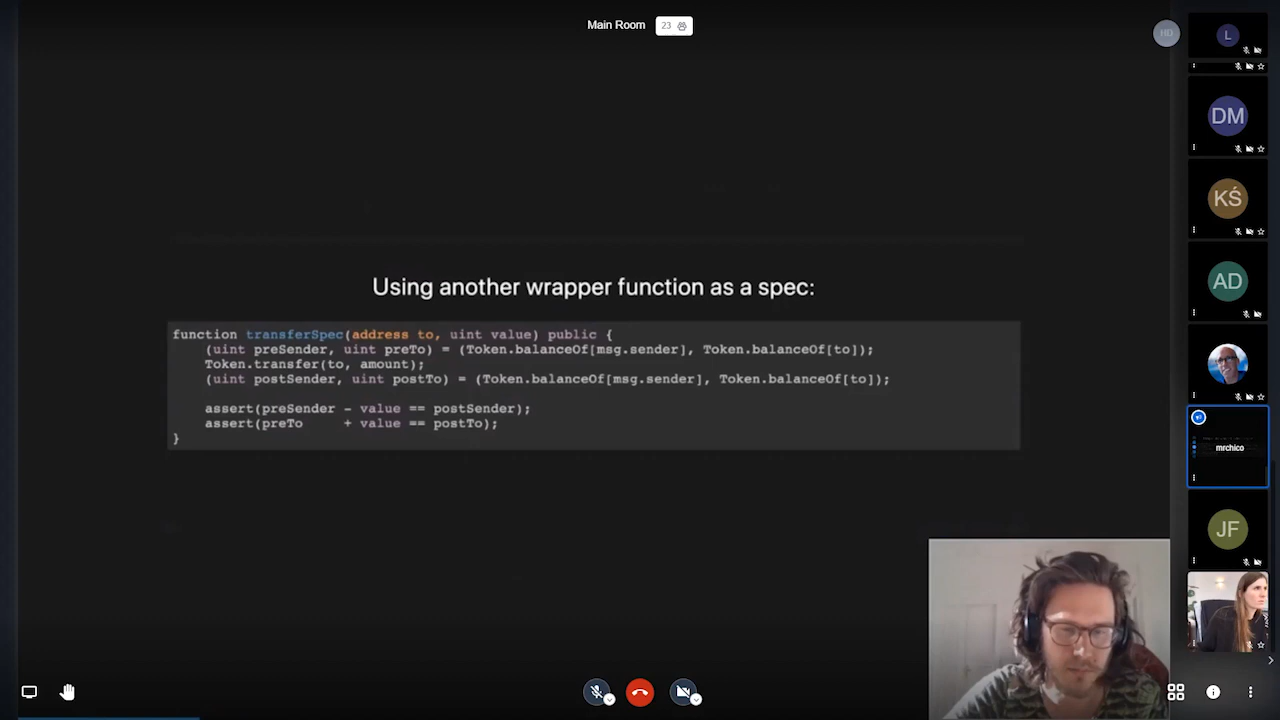 Main Room
23
HD
L
DM
KŚ
AD
mrchico
JF
Using another wrapper function as a spec:
function transferSpec(address to, uint value) public {
    (uint preSender, uint preTo) = (Token.balanceOf[msg.sender], Token.balanceOf[to]);
    Token.transfer(to, amount);
    (uint postSender, uint postTo) = (Token.balanceOf[msg.sender], Token.balanceOf[to]);
    assert(preSender - value == postSender);
    assert(preTo     + value == postTo);
}